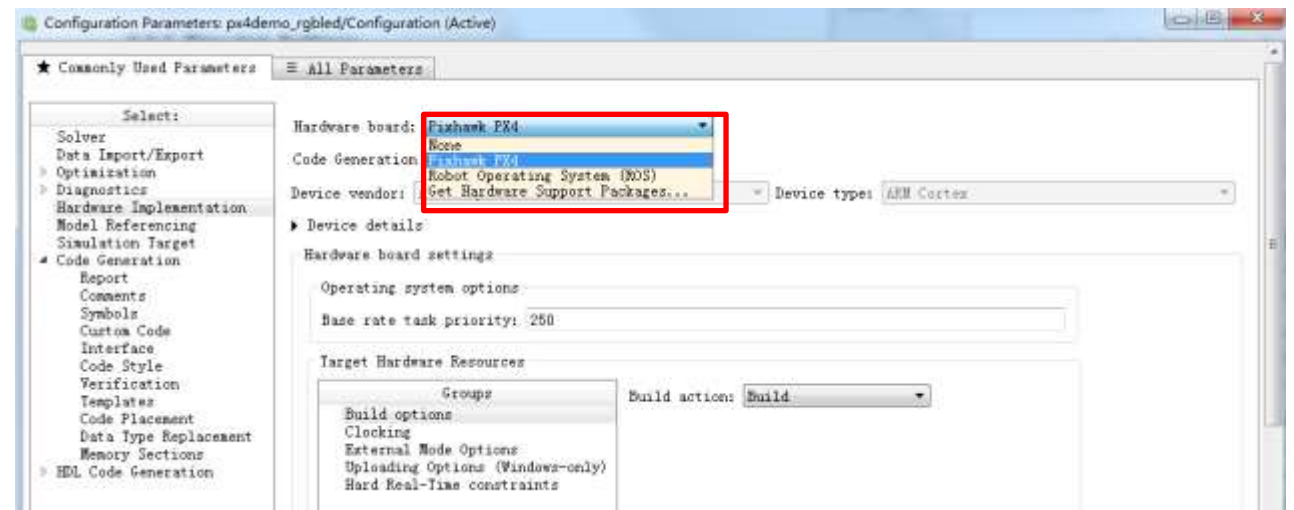 Configuration Parameters: px4demo_rgbled/Configuration (Active)
★ Commonly Used Parameters
≡ All Parameters
Select:
Solver
Data Import/Export
Optimization
Diagnostics
Hardware Implementation
Model Referencing
Simulation Target
Code Generation
Report
Comments
Symbols
Custom Code
Interface
Code Style
Verification
Templates
Code Placement
Data Type Replacement
Memory Sections
HDL Code Generation
Hardware board: Pixhawk PX4
None
Pixhawk PX4
Robot Operating System (ROS)
Get Hardware Support Packages...
Code Generation
Device vendor:
Device type: ARM Cortex
Device details
Hardware board settings
Operating system options
Base rate task priority: 250
Target Hardware Resources
Groups
Build options
Clocking
External Mode Options
Uploading Options (Windows-only)
Hard Real-Time constraints
Build action: Build